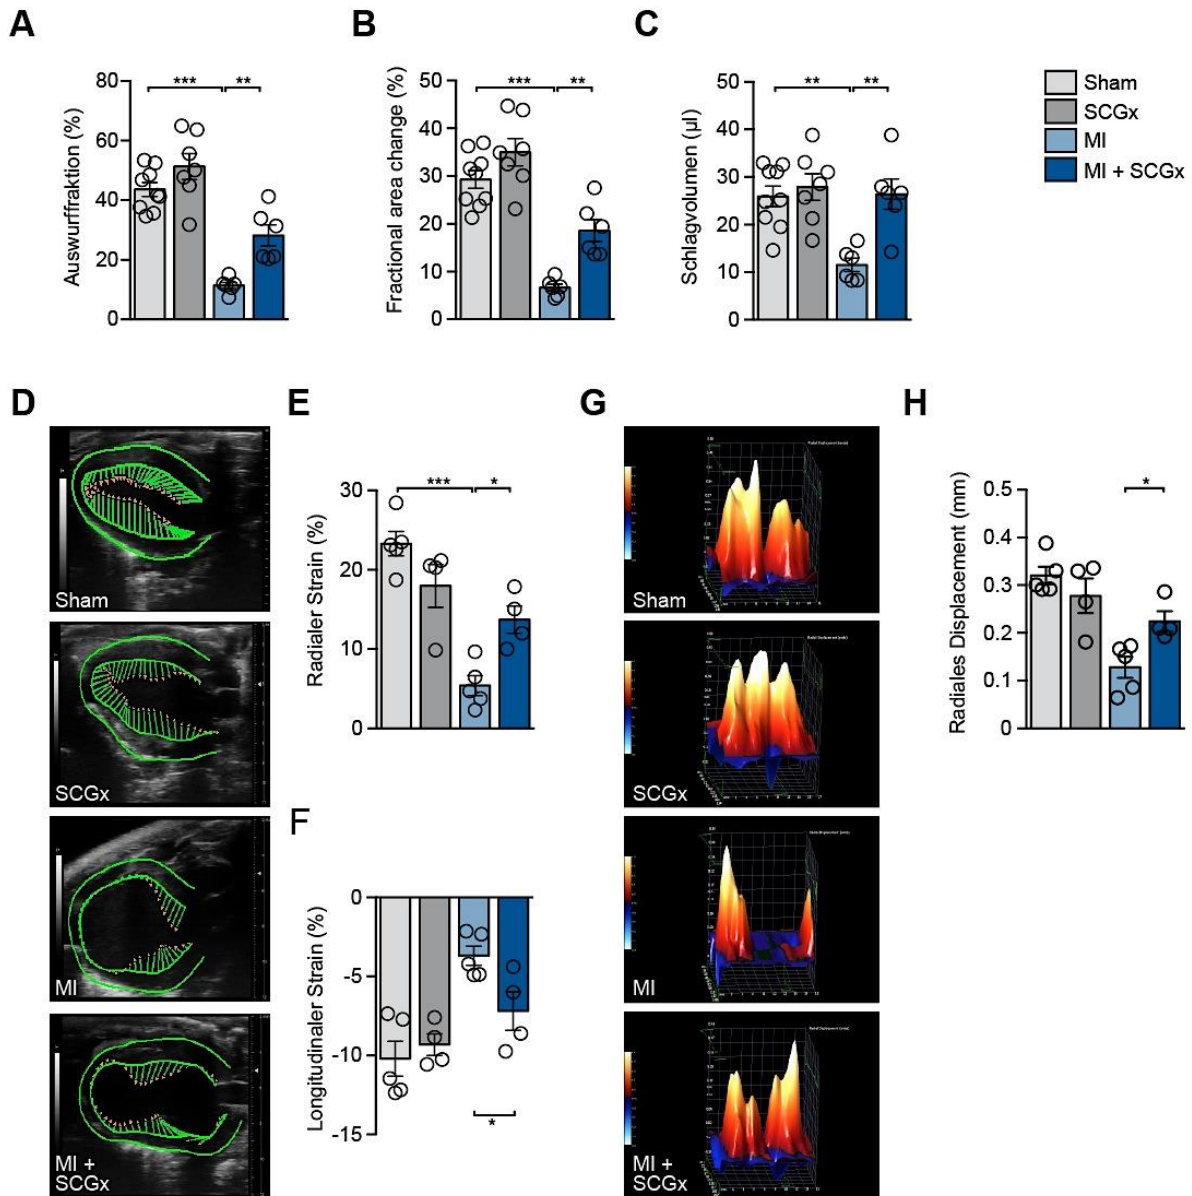 A
B
C
Auswurffraktion (%)
80
60
40
20
0
*** **
Fractional area change (%)
50
40
30
20
10
0
*** **
Schlagvolumen (µl)
50
40
30
20
10
0
** **
Sham
SCGx
MI
MI + SCGx
D
E
G
H
Sham
SCGx
MI
MI +
SCGx
Radialer Strain (%)
30
20
10
0
*** *
F
Longitudinaler Strain (%)
0
-5
-10
-15
*
Sham
SCGx
MI
MI +
SCGx
Radiales Displacement (mm)
0.5
0.4
0.3
0.2
0.1
0
*